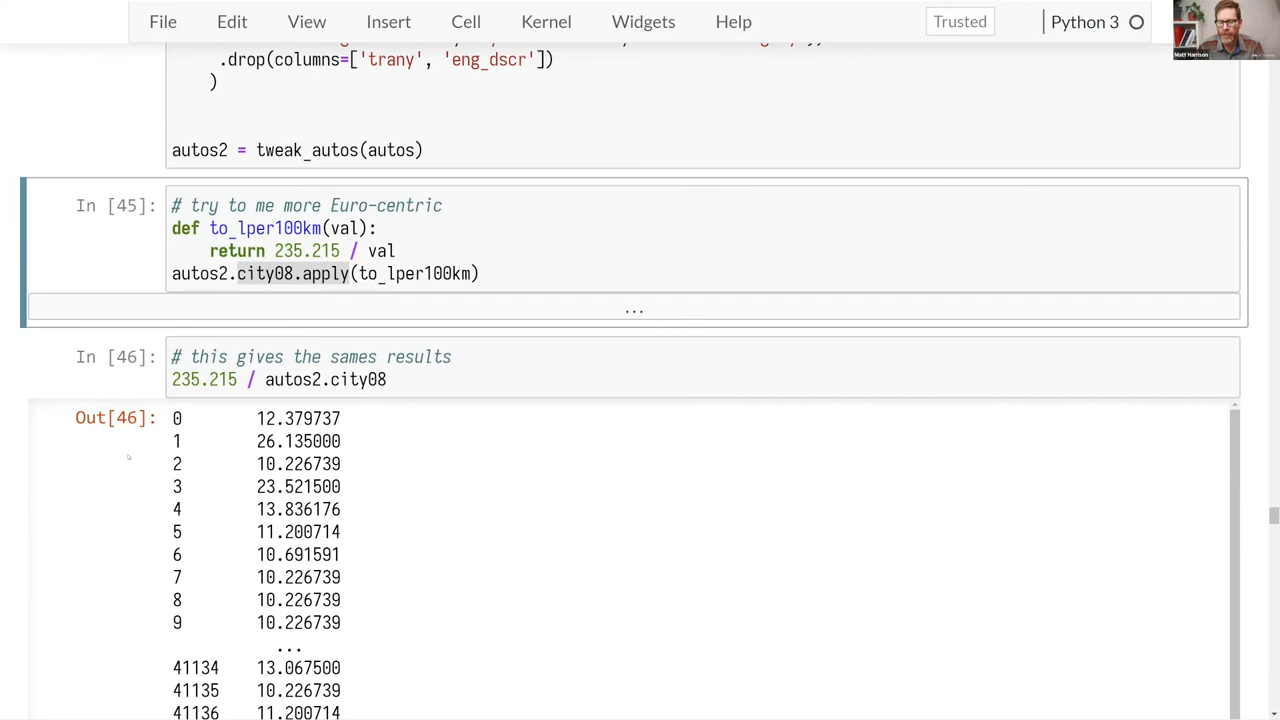 File Edit View Insert Cell Kernel Widgets Help Trusted Python 3
Matt Harrison
.drop(columns=['trany', 'eng_dscr'])
)
autos2 = tweak_autos(autos)
In [45]: # try to me more Euro-centric
def to_lper100km(val):
return 235.215 / val
autos2.city08.apply(to_lper100km)
...
In [46]: # this gives the sames results
235.215 / autos2.city08
Out[46]: 0 12.379737
1 26.135000
2 10.226739
3 23.521500
4 13.836176
5 11.200714
6 10.691591
7 10.226739
8 10.226739
9 10.226739
...
41134 13.067500
41135 10.226739
41136 11.200714